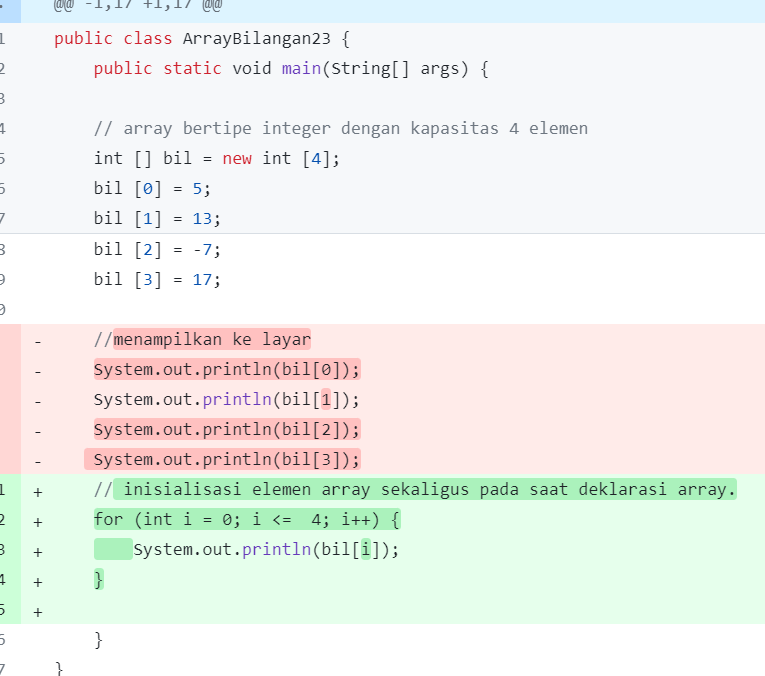 @@ -1,17 +1,17 @@
public class ArrayBilangan23 {
public static void main(String[] args) {
// array bertipe integer dengan kapasitas 4 elemen
int [] bil = new int [4];
bil [0] = 5;
bil [1] = 13;
bil [2] = -7;
bil [3] = 17;
- //menampilkan ke layar
- System.out.println(bil[0]);
- System.out.println(bil[1]);
- System.out.println(bil[2]);
- System.out.println(bil[3]);
+ // inisialisasi elemen array sekaligus pada saat deklarasi array.
+ for (int i = 0; i <=  4; i++) {
+ System.out.println(bil[i]);
+ }
+
}
}